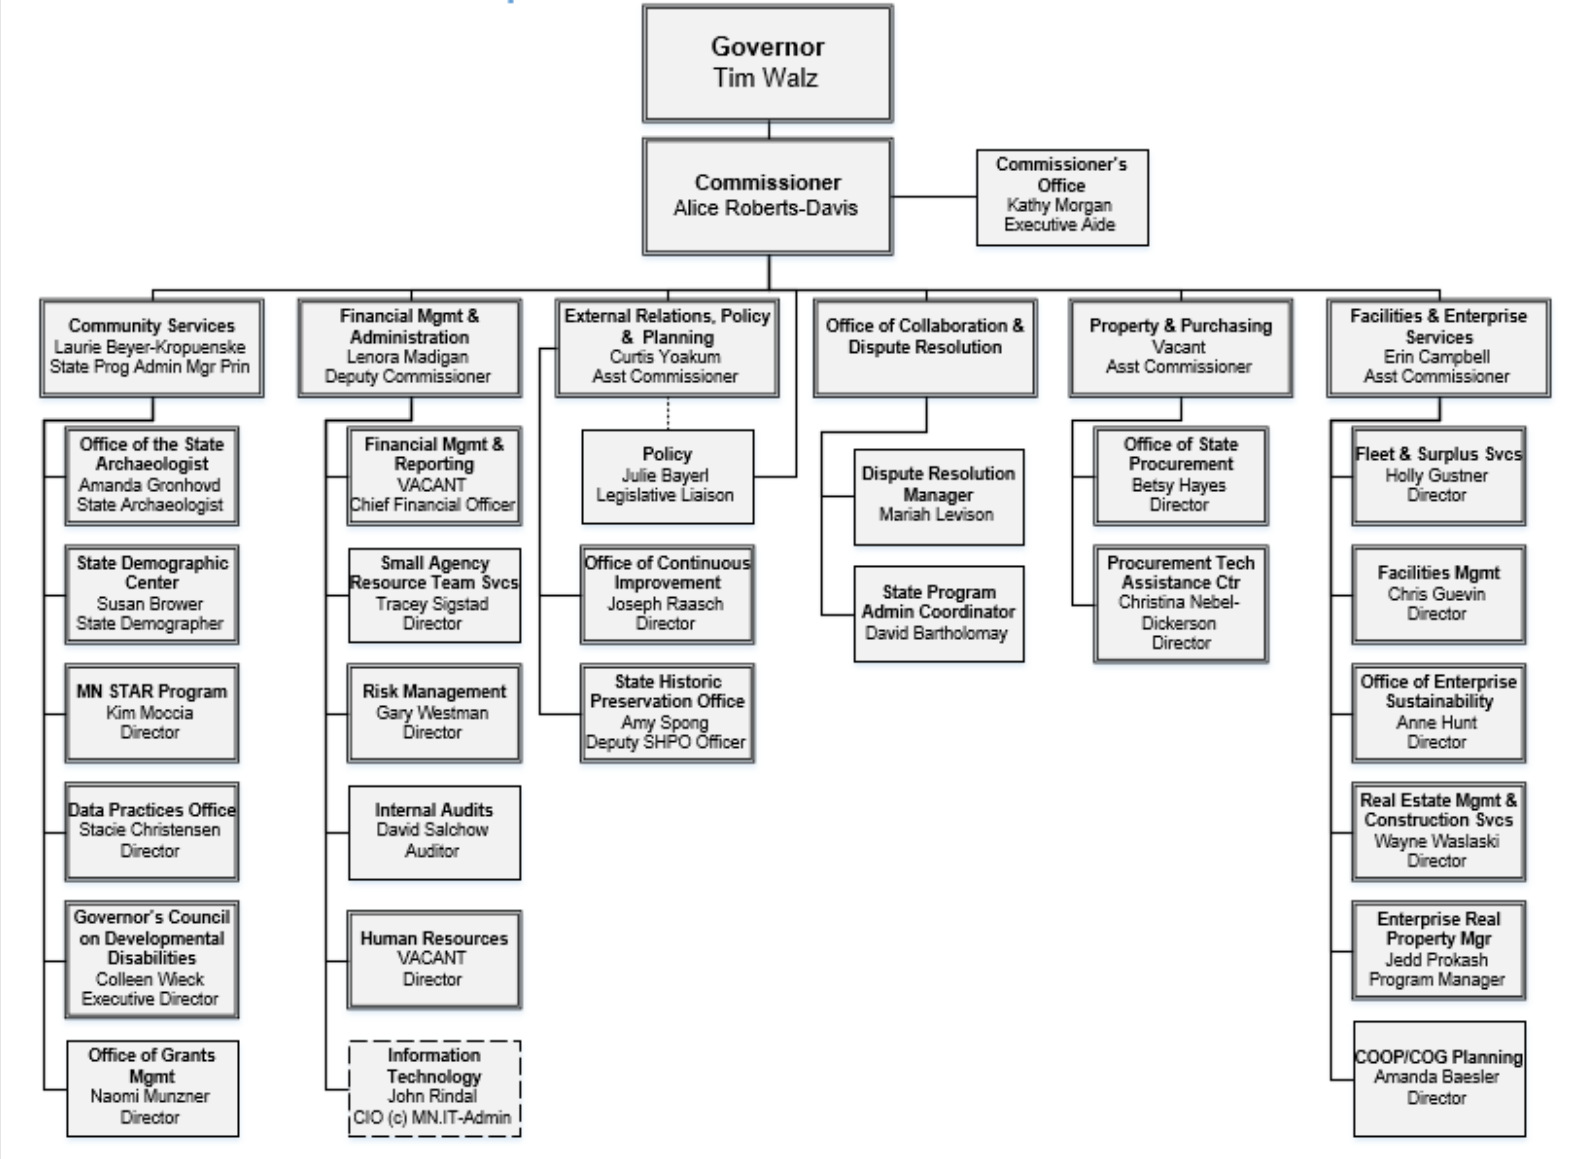 Governor
Tim Walz
Commissioner
Alice Roberts-Davis
Commissioner's
Office
Kathy Morgan
Executive Aide
Community Services
Laurie Beyer-Kropuenske
State Prog Admin Mgr Prin
Office of the State
Archaeologist
Amanda Gronhovd
State Archaeologist
State Demographic
Center
Susan Brower
State Demographer
MN STAR Program
Kim Moccia
Director
Data Practices Office
Stacie Christensen
Director
Governor's Council
on Developmental
Disabilities
Colleen Wieck
Executive Director
Office of Grants
Mgmt
Naomi Munzner
Director
Financial Mgmt &
Administration
Lenora Madigan
Deputy Commissioner
Financial Mgmt &
Reporting
VACANT
Chief Financial Officer
Small Agency
Resource Team Svcs
Tracey Sigstad
Director
Risk Management
Gary Westman
Director
Internal Audits
David Salchow
Auditor
Human Resources
VACANT
Director
Information
Technology
John Rindal
CIO (c) MN.IT-Admin
External Relations, Policy
& Planning
Curtis Yoakum
Asst Commissioner
Policy
Julie Bayerl
Legislative Liaison
Office of Continuous
Improvement
Joseph Raasch
Director
State Historic
Preservation Office
Amy Spong
Deputy SHPO Officer
Office of Collaboration &
Dispute Resolution
Dispute Resolution
Manager
Mariah Levison
State Program
Admin Coordinator
David Bartholomay
Property & Purchasing
Vacant
Asst Commissioner
Office of State
Procurement
Betsy Hayes
Director
Procurement Tech
Assistance Ctr
Christina Nebel-
Dickerson
Director
Facilities & Enterprise
Services
Erin Campbell
Asst Commissioner
Fleet & Surplus Svcs
Holly Gustner
Director
Facilities Mgmt
Chris Guevin
Director
Office of Enterprise
Sustainability
Anne Hunt
Director
Real Estate Mgmt &
Construction Svcs
Wayne Waslaski
Director
Enterprise Real
Property Mgr
Jedd Prokash
Program Manager
COOP/COG Planning
Amanda Baesler
Director